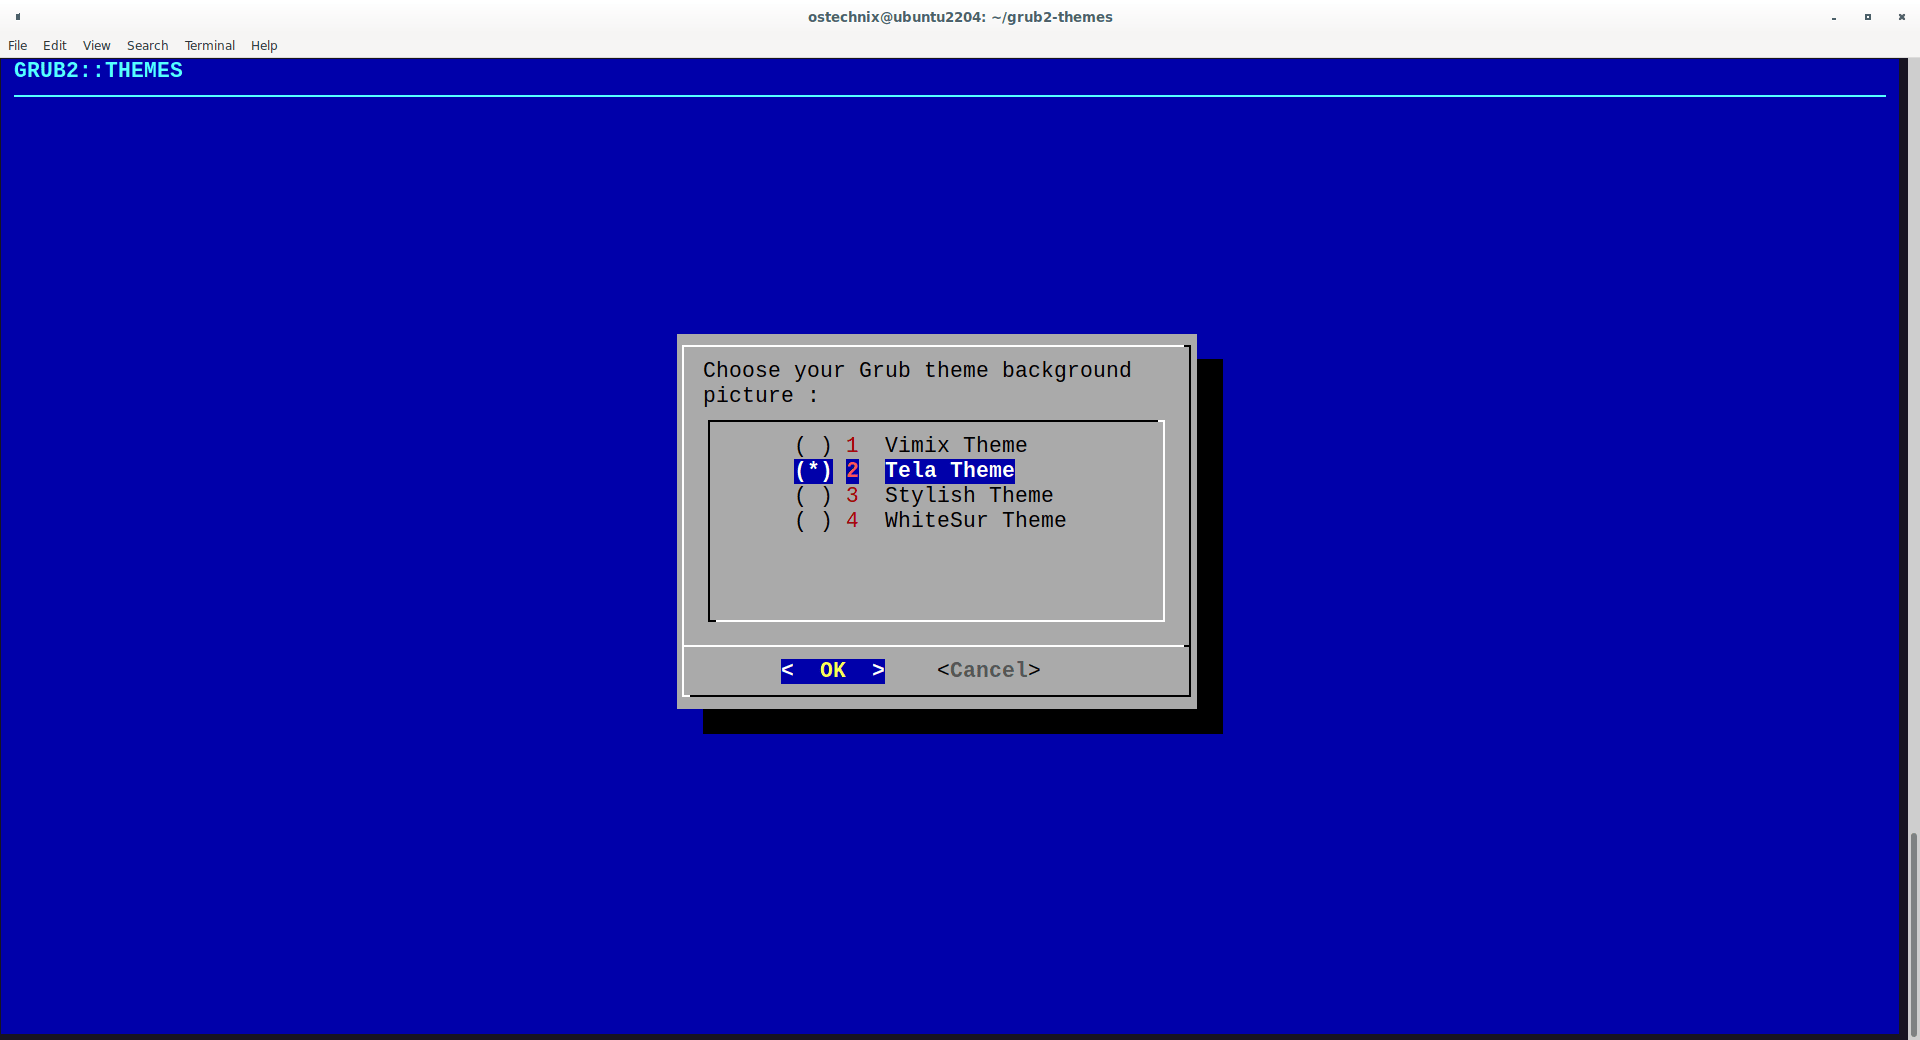 ostechnix@ubuntu2204: ~/grub2-themes
File Edit View Search Terminal Help
GRUB2::THEMES
Choose your Grub theme background
picture :
( ) 1 Vimix Theme
(*) 2 Tela Theme
( ) 3 Stylish Theme
( ) 4 WhiteSur Theme
< OK > <Cancel>